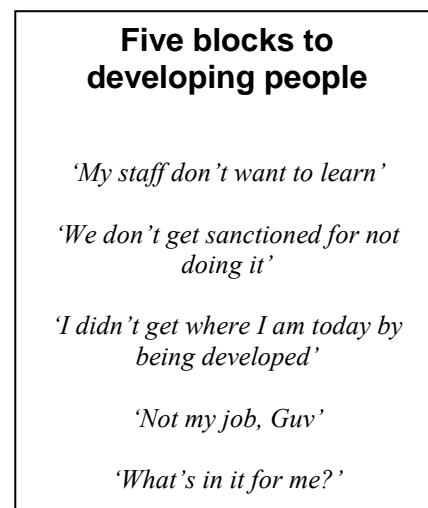 Five blocks to
developing people
‘My staff don’t want to learn’
‘We don’t get sanctioned for not
doing it’
‘I didn’t get where I am today by
being developed’
‘Not my job, Guv’
‘What’s in it for me?’